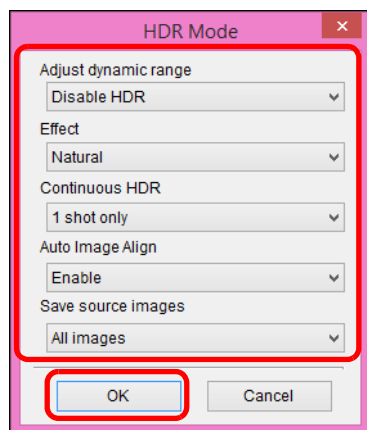 HDR Mode
Adjust dynamic range
Disable HDR
Effect
Natural
Continuous HDR
1 shot only
Auto Image Align
Enable
Save source images
All images
OK Cancel